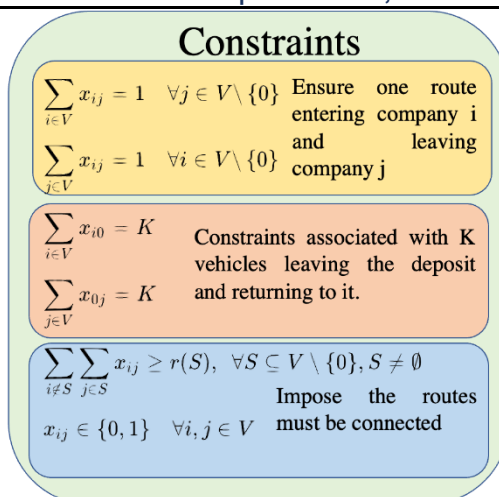 Constraints
∑_{i∈V} x_{ij} = 1 ∀j ∈ V\ {0}
∑_{j∈V} x_{ij} = 1 ∀i ∈ V\ {0}
Ensure one route
entering company i
and leaving
company j
∑_{i∈V} x_{i0} = K
∑_{j∈V} x_{0j} = K
Constraints associated with K
vehicles leaving the deposit
and returning to it.
∑_{i∉S} ∑_{j∈S} x_{ij} ≥ r(S), ∀S ⊆ V \ {0}, S ≠ ∅
x_{ij} ∈ {0, 1} ∀i, j ∈ V
Impose the routes
must be connected